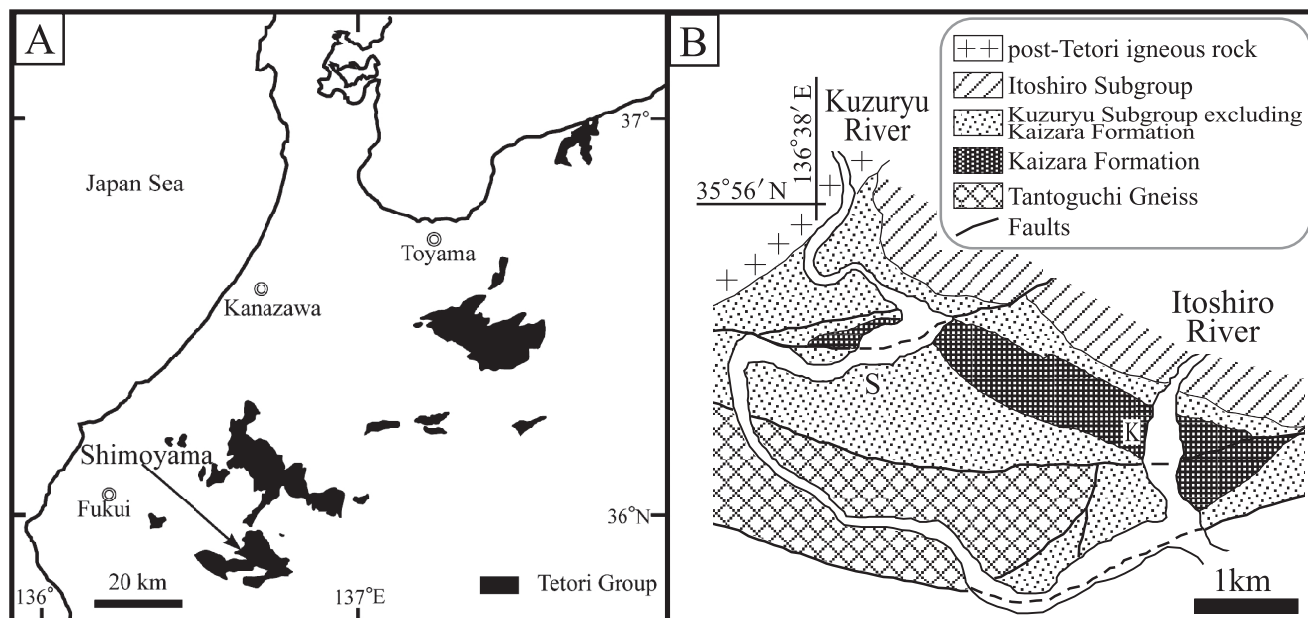 A
37°
Japan Sea
Toyama
Kanazawa
Shimoyama
Fukui
36°N
20 km
Tetori Group
136°
137°E
B
post-Tetori igneous rock
Itoshiro Subgroup
Kuzuryu Subgroup excluding
Kaizara Formation
Kaizara Formation
Tantoguchi Gneiss
Faults
Kuzuryu
River
136°38′ E
35°56′ N
Itoshiro
River
S
K
1km